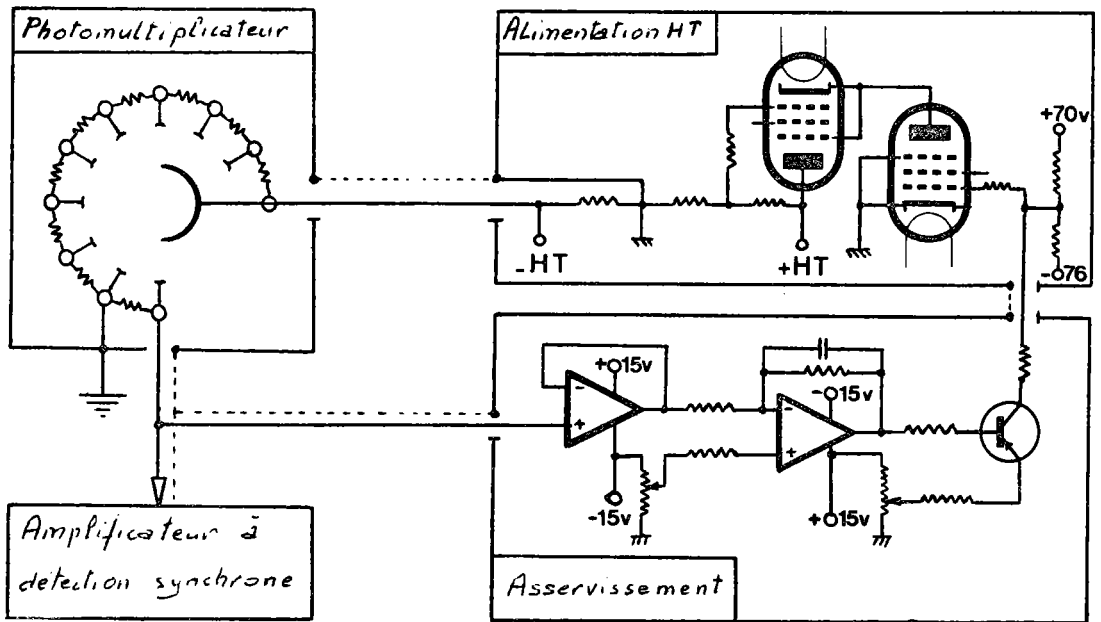 Photomultiplicateur
Alimentation HT
+70v
-HT
+HT
-76
+15v
-15v
-15v
+15v
Amplificateur à
détection synchrone
Asservissement